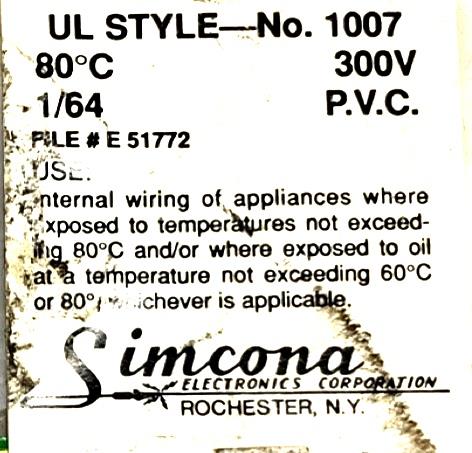 UL STYLE—No. 1007
80°C 300V
1/64 P.V.C.
FILE # E 51772
USE:
Internal wiring of appliances where
exposed to temperatures not exceed-
ing 80°C and/or where exposed to oil
at a temperature not exceeding 60°C
or 80° whichever is applicable.
Simcona
ELECTRONICS CORPORATION
ROCHESTER, N.Y.